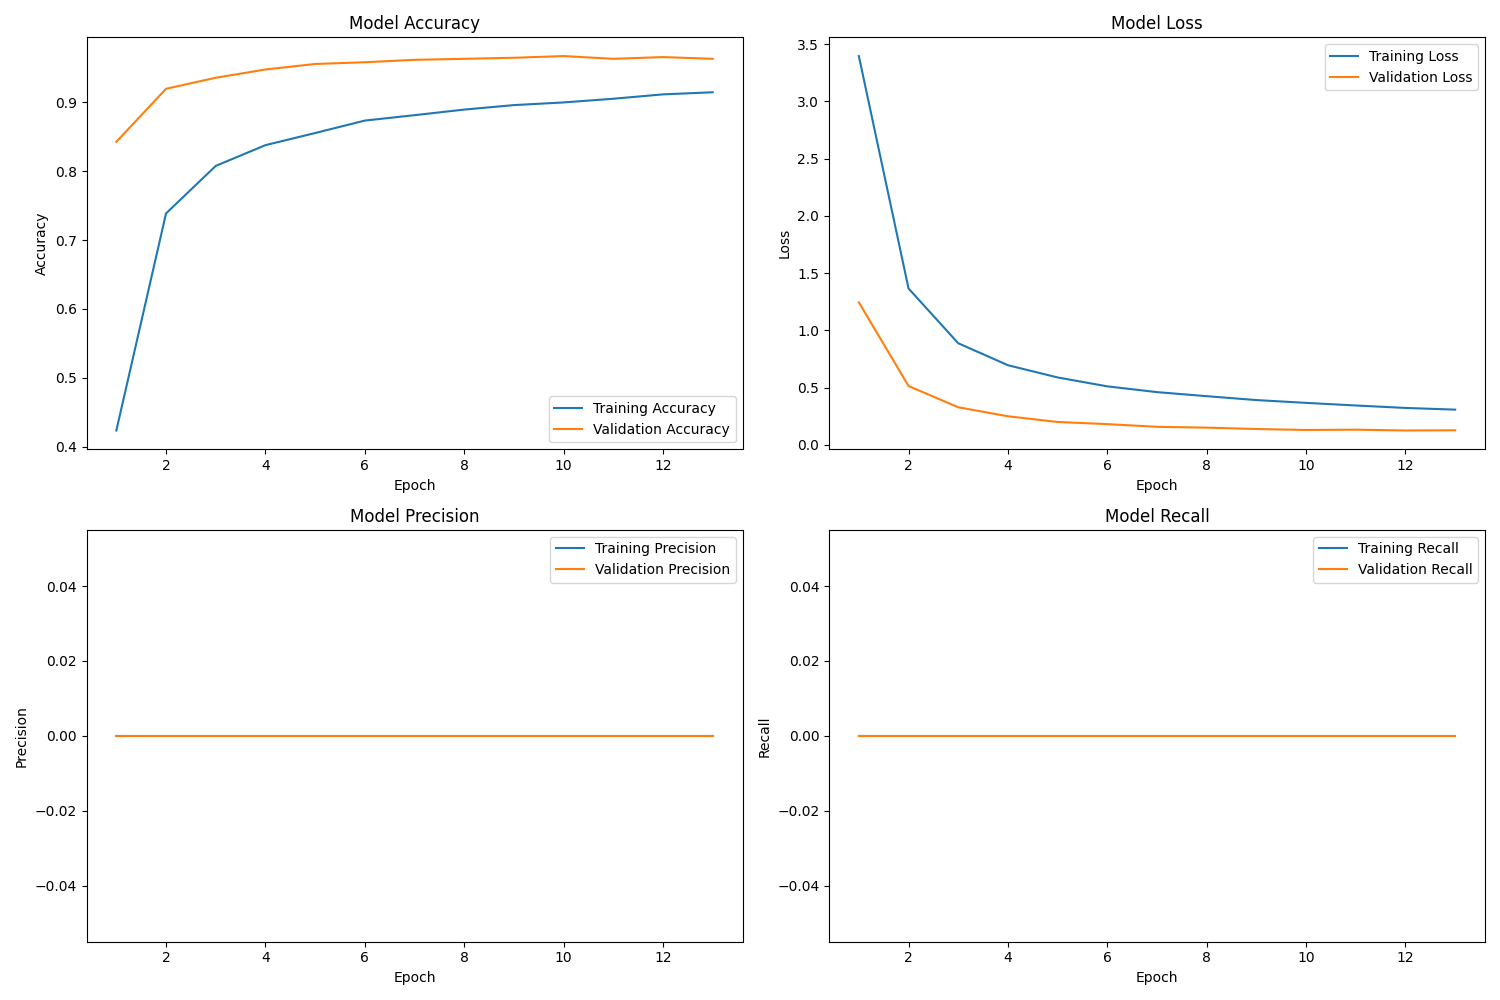 Model Accuracy
Accuracy
0.9
0.8
0.7
0.6
0.5
0.4
Training Accuracy
Validation Accuracy
2 4 6 8 10 12
Epoch
Model Loss
Loss
3.5
3.0
2.5
2.0
1.5
1.0
0.5
0.0
Training Loss
Validation Loss
2 4 6 8 10 12
Epoch
Model Precision
Precision
0.04
0.02
0.00
−0.02
−0.04
Training Precision
Validation Precision
2 4 6 8 10 12
Epoch
Model Recall
Recall
0.04
0.02
0.00
−0.02
−0.04
Training Recall
Validation Recall
2 4 6 8 10 12
Epoch